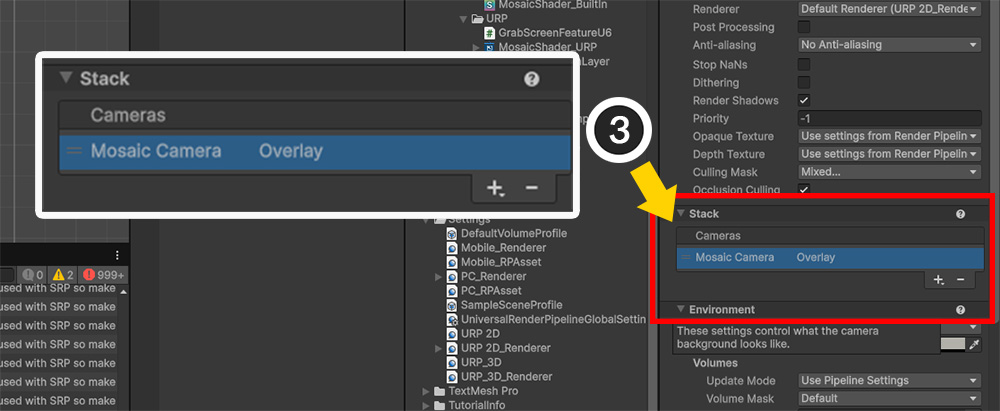 MosaicShader_BuiltIn
URP
GrabScreenFeatureU6
MosaicShader_URP
Layer
Stack
Cameras
Mosaic Camera Overlay
3
Settings
DefaultVolumeProfile
Mobile_Renderer
Mobile_RPAsset
PC_Renderer
PC_RPAsset
SampleSceneProfile
UniversalRenderPipelineGlobalSettin
URP 2D
URP 2D_Renderer
URP_3D
URP_3D_Renderer
TextMesh Pro
TutorialInfo
0 2 999+
used with SRP so make
used with SRP so make
used with SRP so make
used with SRP so make
used with SRP so make
used with SRP so make
used with SRP so make
Renderer Default Renderer (URP 2D_Rende
Post Processing
Anti-aliasing No Anti-aliasing
Stop NaNs
Dithering
Render Shadows
Priority -1
Opaque Texture Use settings from Render Pipelin
Depth Texture Use settings from Render Pipelin
Culling Mask Mixed...
Occlusion Culling
Stack
Cameras
Mosaic Camera Overlay
Environment
These settings control what the camera
background looks like.
Volumes
Update Mode Use Pipeline Settings
Volume Mask Default